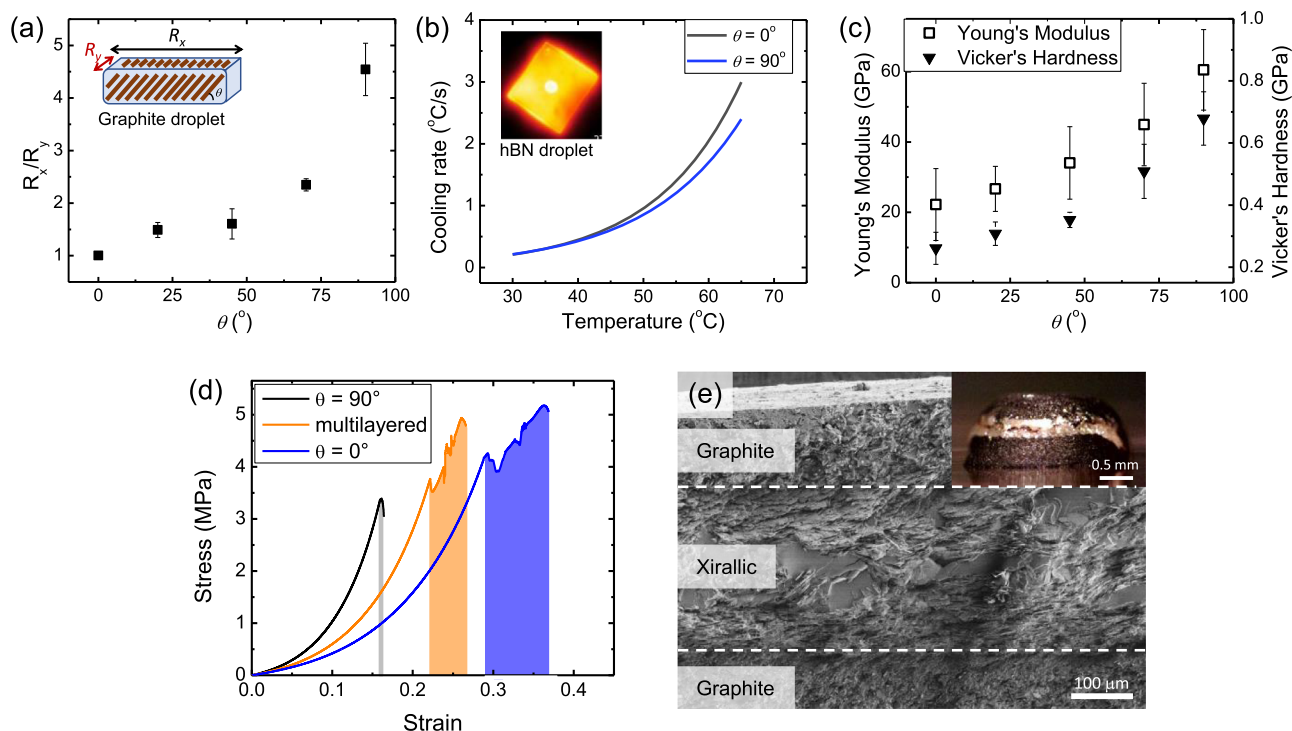 (a)
R_x/R_y
5
4
3
2
1
0
25
50
75
100
θ (°)
R_x
R_y
θ
Graphite droplet
(b)
Cooling rate (°C/s)
4
3
2
1
0
30
40
50
60
70
Temperature (°C)
θ = 0°
θ = 90°
hBN droplet
(c)
Young's Modulus
Vicker's Hardness
Young's Modulus (GPa)
60
40
20
0
0
25
50
75
100
θ (°)
1.0
0.8
0.6
0.4
0.2
Vicker's Hardness (GPa)
(d)
θ = 90°
multilayered
θ = 0°
Stress (MPa)
5
4
3
2
1
0
0.0
0.1
0.2
0.3
0.4
Strain
(e)
Graphite
0.5 mm
Xirallic
Graphite
100 μm